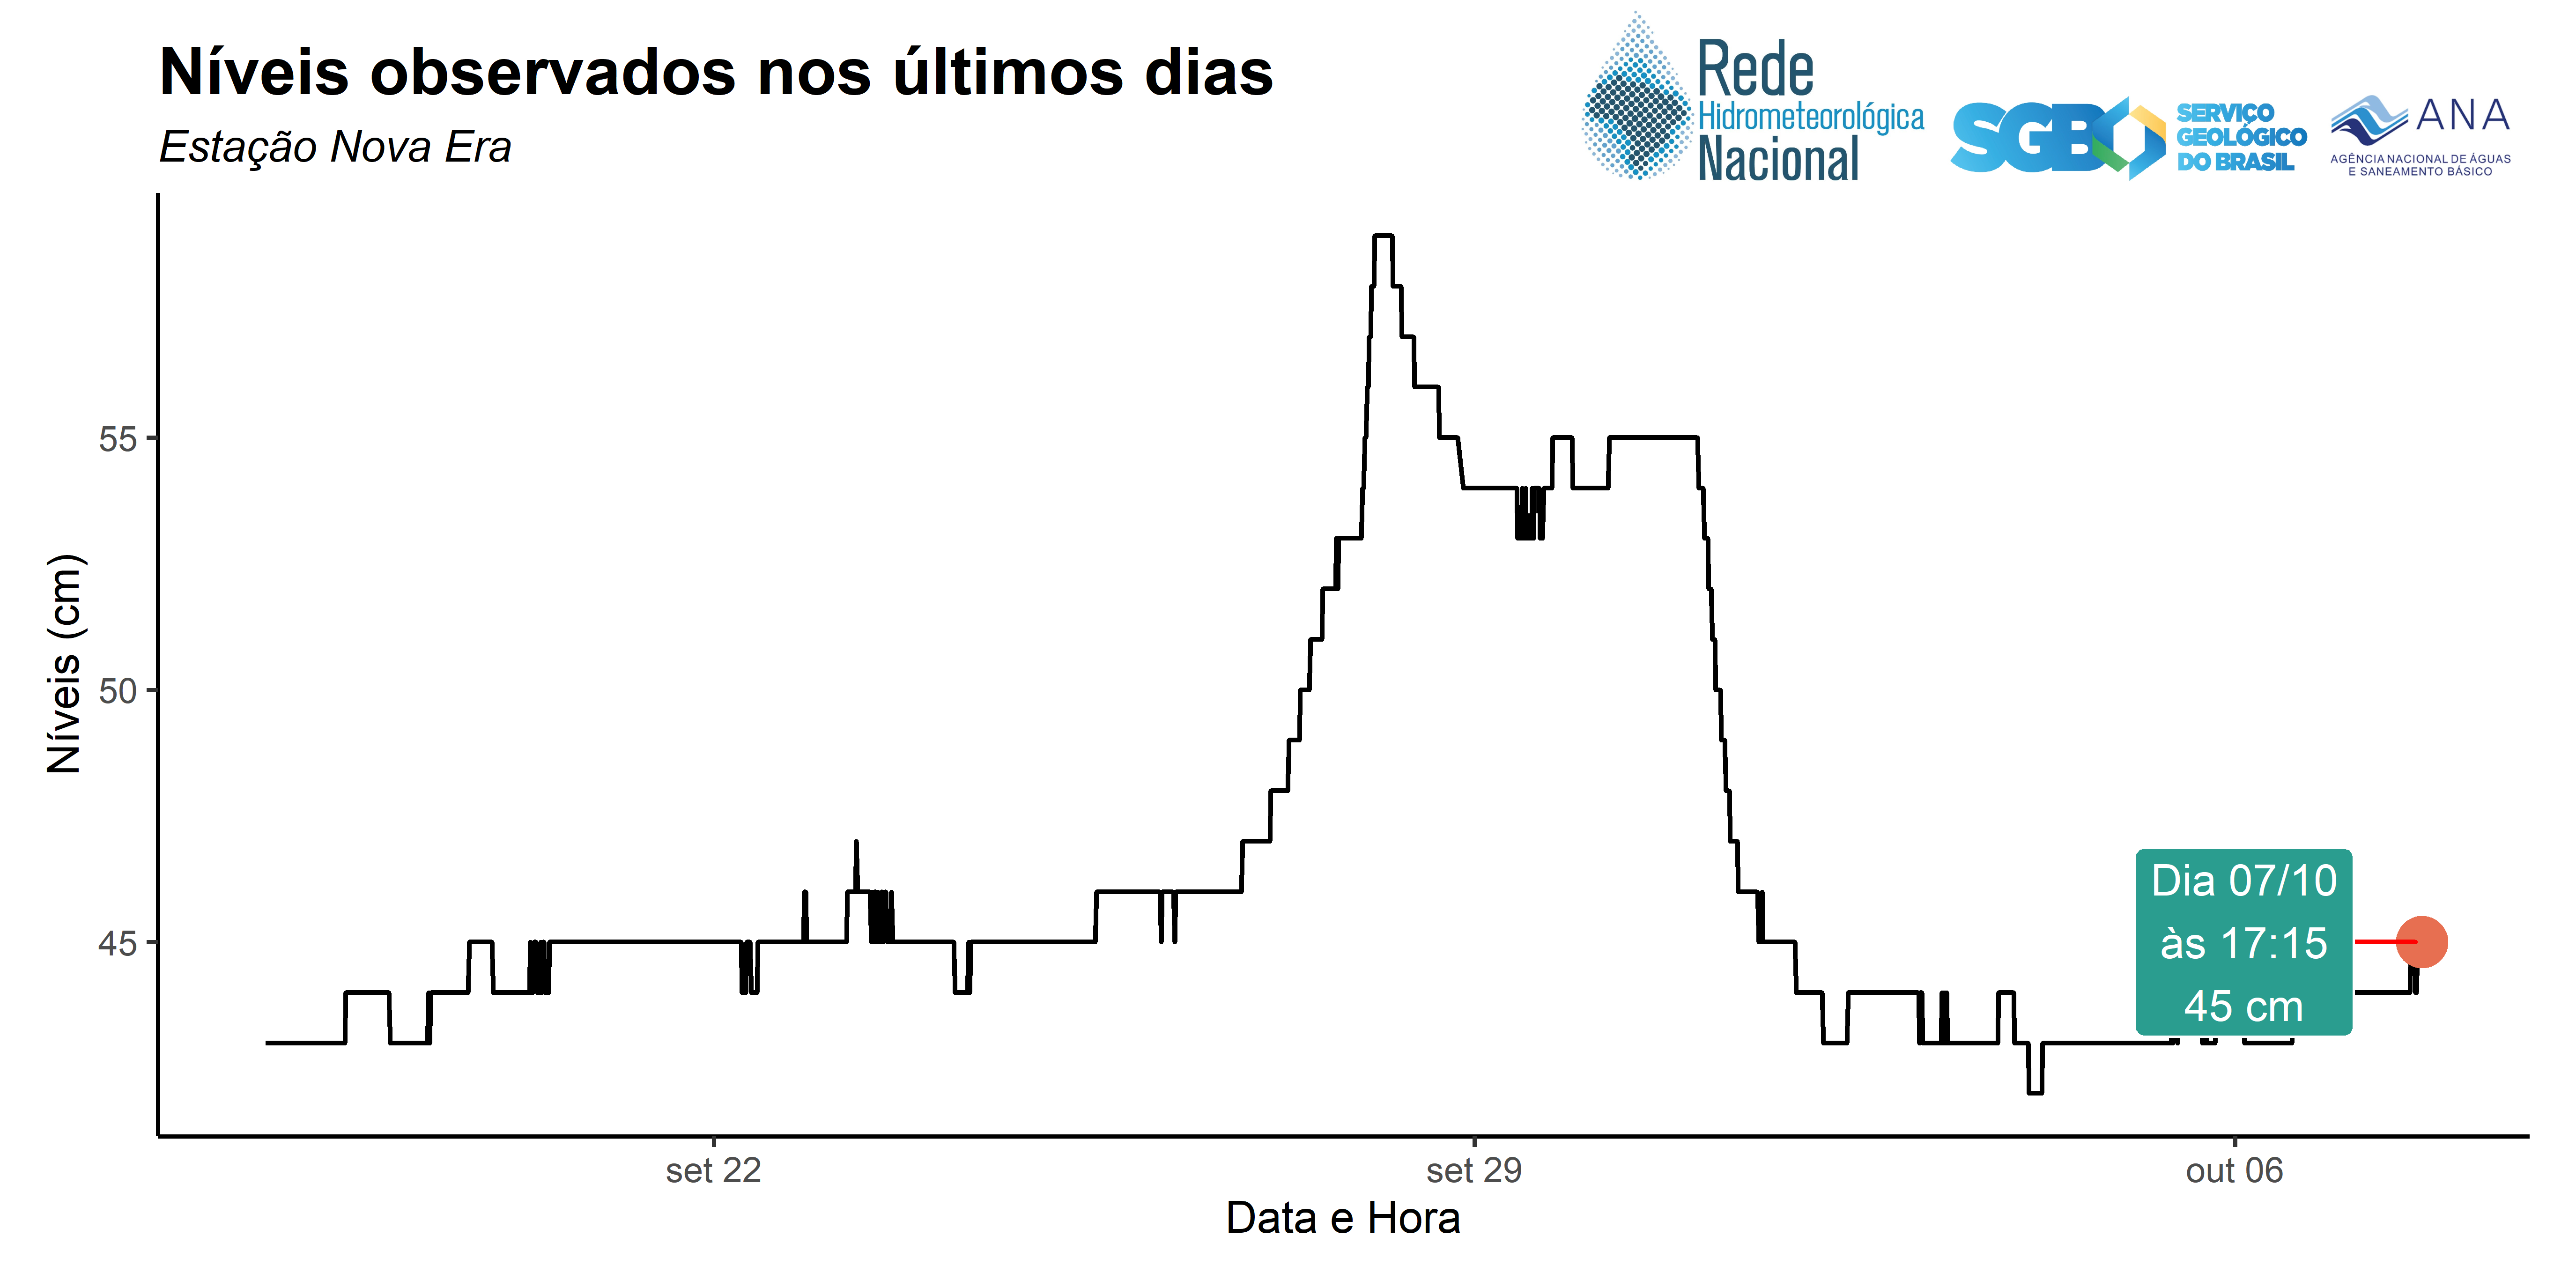 Níveis observados nos últimos dias
Estação Nova Era
Rede
Hidrometeorológica
Nacional
SGB
SERVIÇO
GEOLÓGICO
DO BRASIL
ANA
AGÊNCIA NACIONAL DE ÁGUAS
E SANEAMENTO BÁSICO
Níveis (cm)
55
50
45
Dia 07/10
às 17:15
45 cm
set 22
set 29
out 06
Data e Hora